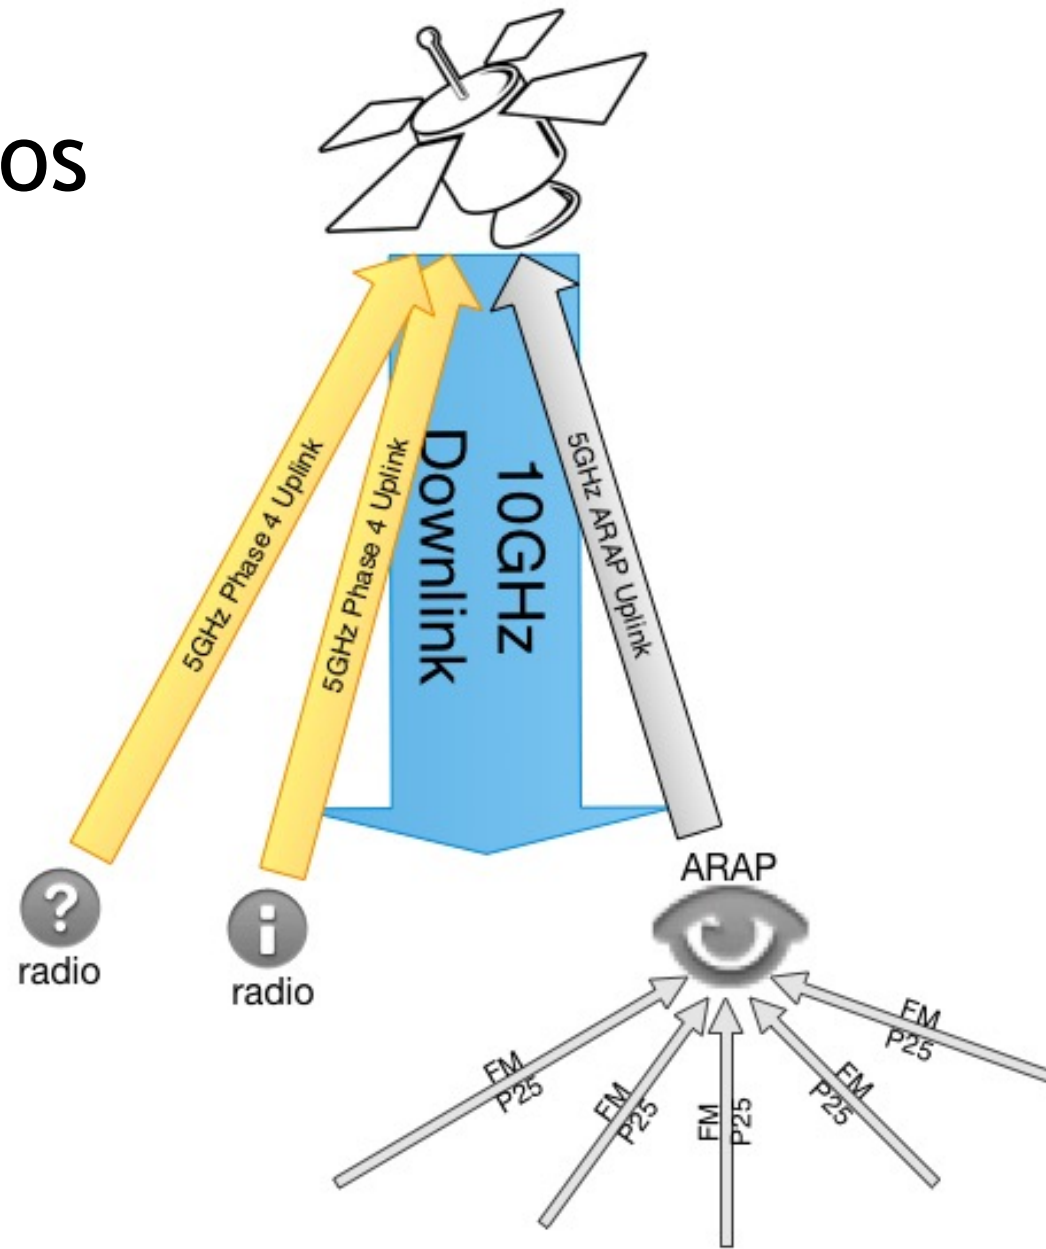 os
5GHz Phase 4 Uplink
5GHz Phase 4 Uplink
10GHz
Downlink
5GHz ARAP Uplink
?
radio
i
radio
ARAP
FM
P25
FM
P25
FM
P25
FM
P25
FM
P25